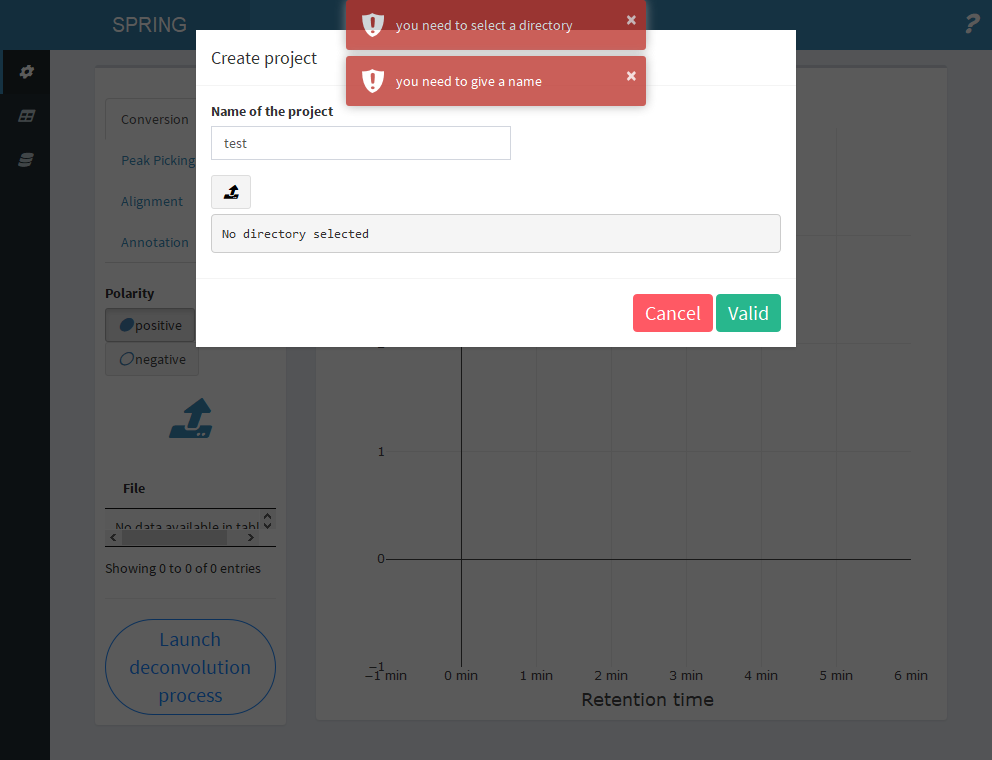 SPRING
you need to select a directory
×
?
Create project
you need to give a name
×
Name of the project
test
No directory selected
Cancel
Valid
Conversion
Peak Picking
Alignment
Annotation
Polarity
positive
negative
File
No data available in tabl
Showing 0 to 0 of 0 entries
Launch
deconvolution
process
1
0
−1
−1 min
0 min
1 min
2 min
3 min
4 min
5 min
6 min
Retention time